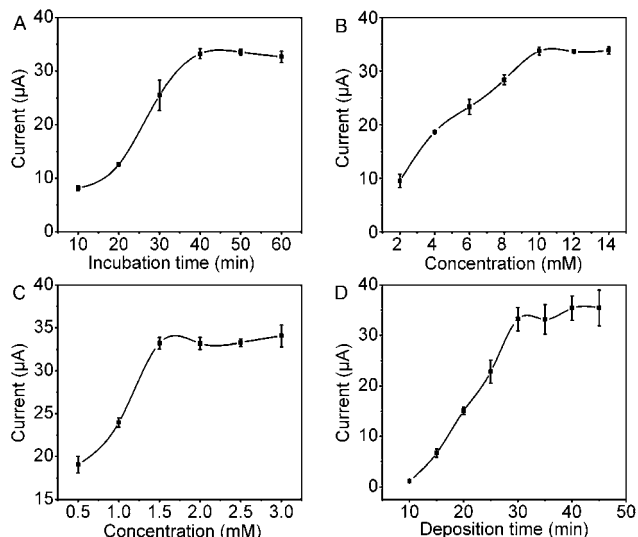 A
Current (µA)
40
30
20
10
0
10 20 30 40 50 60
Incubation time (min)
B
Current (µA)
40
30
20
10
0
2 4 6 8 10 12 14
Concentration (mM)
C
Current (µA)
40
35
30
25
20
15
0.5 1.0 1.5 2.0 2.5 3.0
Concentration (mM)
D
Current (µA)
40
30
20
10
0
10 20 30 40 50
Deposition time (min)